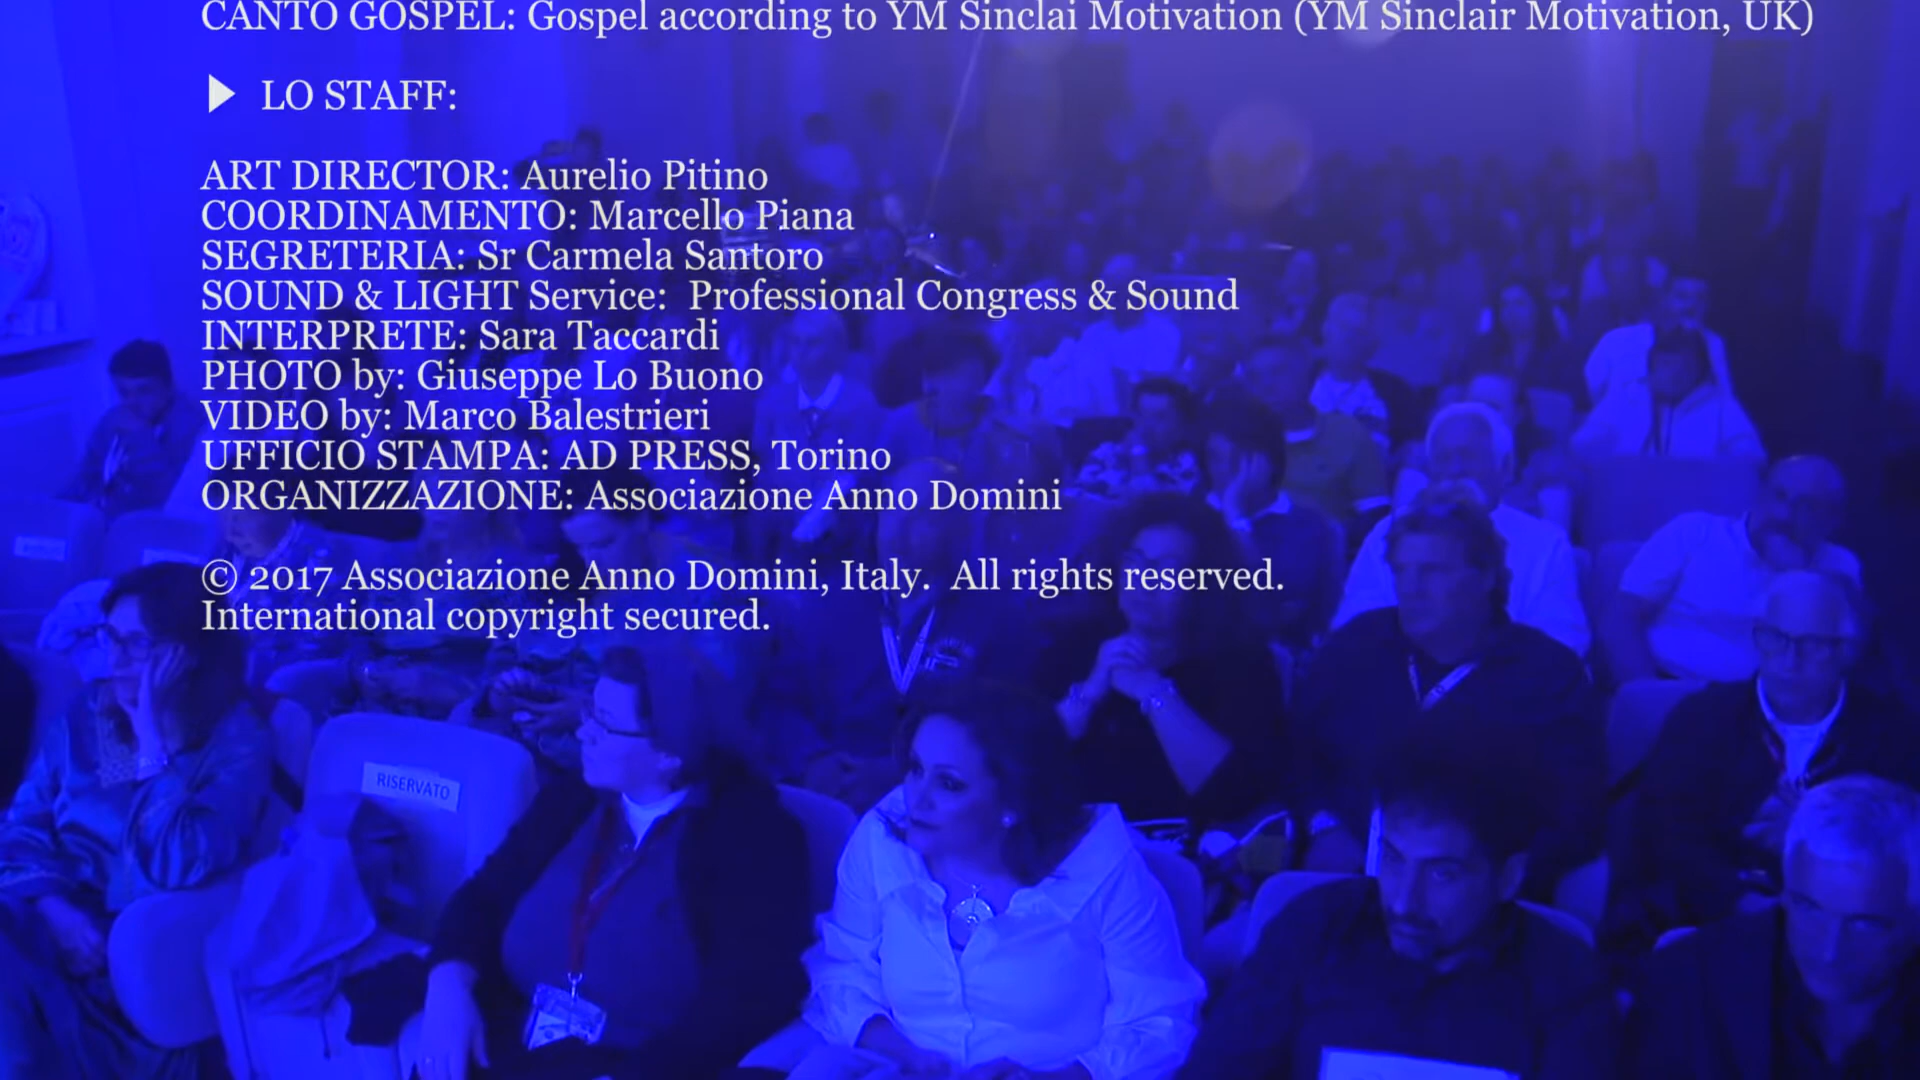 CANTO GOSPEL: Gospel according to YM Sinclai Motivation (YM Sinclair Motivation, UK)
▶ LO STAFF:
ART DIRECTOR: Aurelio Pitino
COORDINAMENTO: Marcello Piana
SEGRETERIA: Sr Carmela Santoro
SOUND & LIGHT Service:  Professional Congress & Sound
INTERPRETE: Sara Taccardi
PHOTO by: Giuseppe Lo Buono
VIDEO by: Marco Balestrieri
UFFICIO STAMPA: AD PRESS, Torino
ORGANIZZAZIONE: Associazione Anno Domini
© 2017 Associazione Anno Domini, Italy.  All rights reserved.
International copyright secured.
RISERVATO